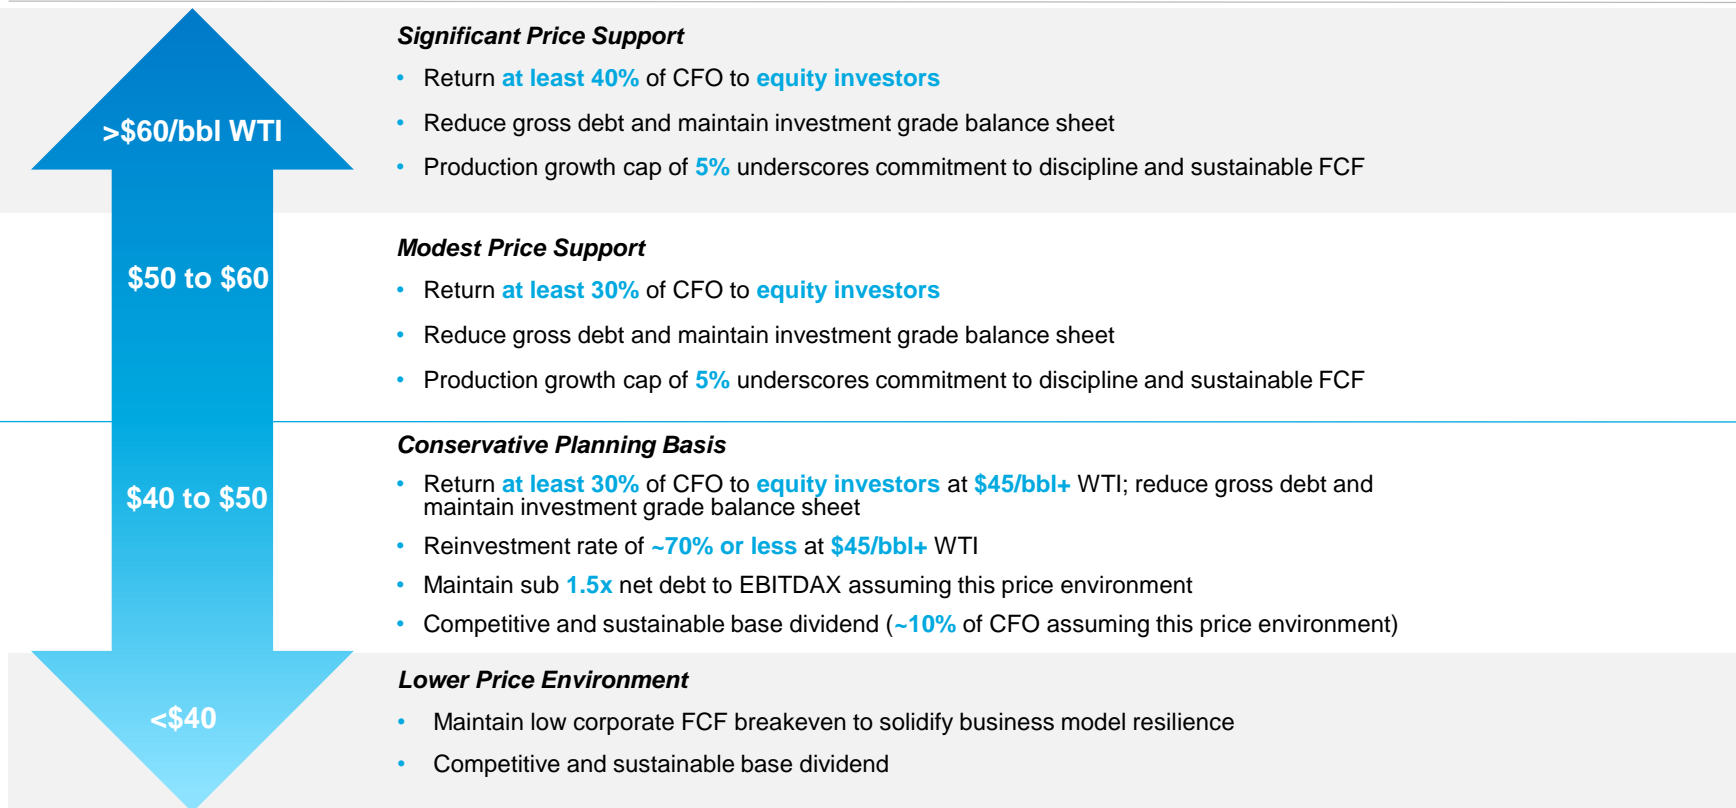 >$60/bbl WTI
Significant Price Support
• Return at least 40% of CFO to equity investors
• Reduce gross debt and maintain investment grade balance sheet
• Production growth cap of 5% underscores commitment to discipline and sustainable FCF
$50 to $60
Modest Price Support
• Return at least 30% of CFO to equity investors
• Reduce gross debt and maintain investment grade balance sheet
• Production growth cap of 5% underscores commitment to discipline and sustainable FCF
$40 to $50
Conservative Planning Basis
• Return at least 30% of CFO to equity investors at $45/bbl+ WTI; reduce gross debt and
maintain investment grade balance sheet
• Reinvestment rate of ~70% or less at $45/bbl+ WTI
• Maintain sub 1.5x net debt to EBITDAX assuming this price environment
• Competitive and sustainable base dividend (~10% of CFO assuming this price environment)
<$40
Lower Price Environment
• Maintain low corporate FCF breakeven to solidify business model resilience
• Competitive and sustainable base dividend